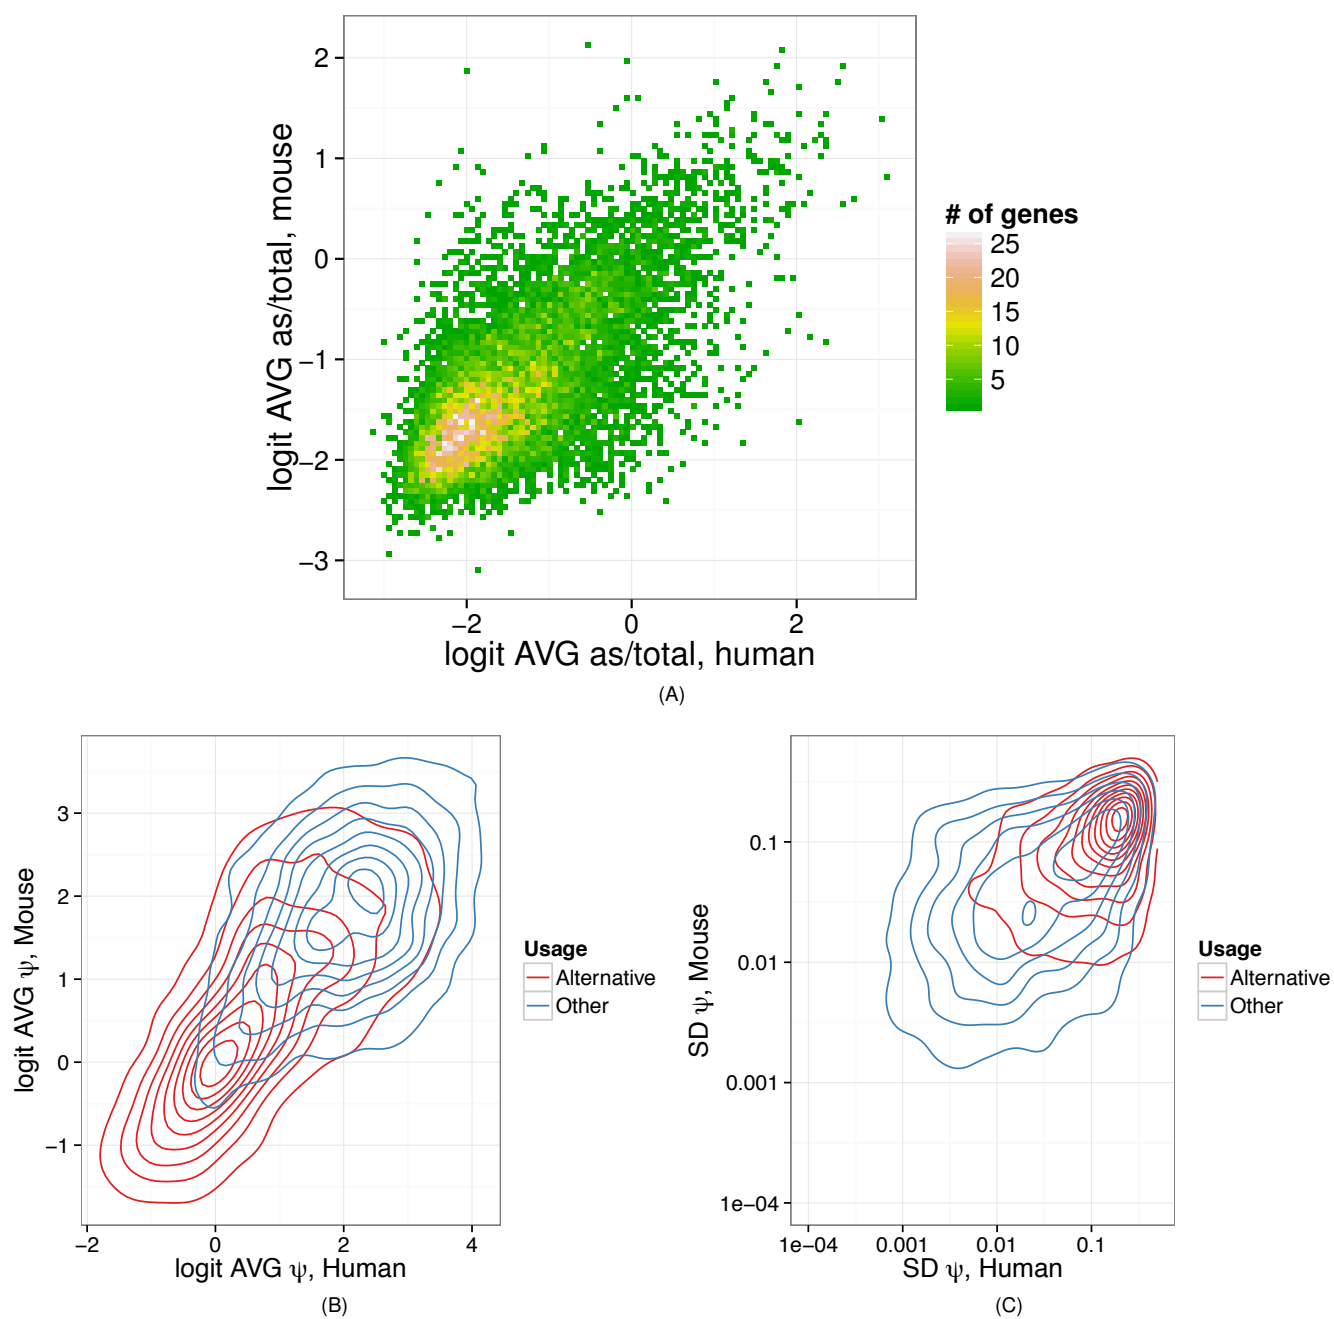 2
1
0
−1
−2
−3
logit AVG as/total, mouse
−2
0
2
logit AVG as/total, human
# of genes
25
20
15
10
5
(A)
3
2
1
0
−1
logit AVG ψ, Mouse
−2
0
2
4
logit AVG ψ, Human
Usage
Alternative
Other
(B)
0.1
0.01
0.001
1e−04
SD ψ, Mouse
1e−04
0.001
0.01
0.1
SD ψ, Human
Usage
Alternative
Other
(C)